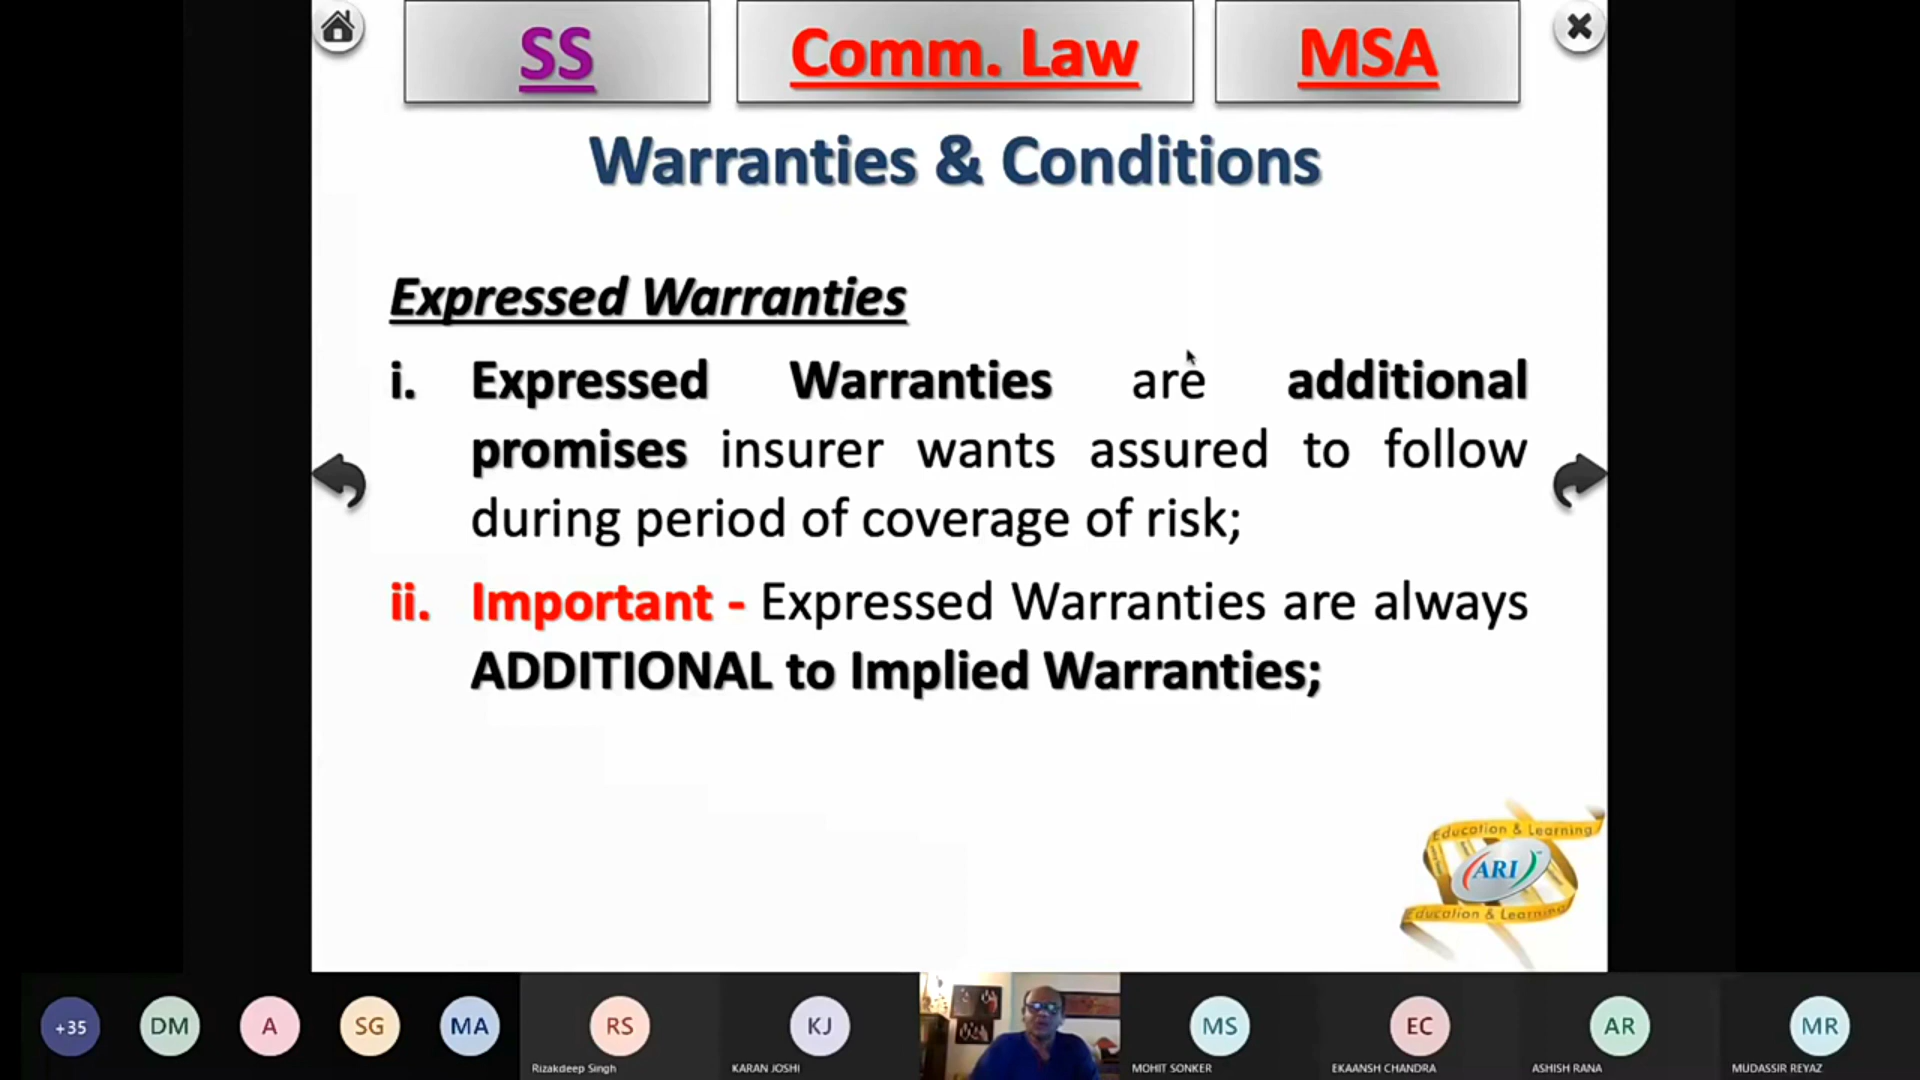 SS
Comm. Law
MSA
Warranties & Conditions
Expressed Warranties
i. Expressed Warranties are additional
promises insurer wants assured to follow
during period of coverage of risk;
ii. Important - Expressed Warranties are always
ADDITIONAL to Implied Warranties;
Education & Learning
ARI
Education & Learning
+35
DM
A
SG
MA
RS
Rizakdeep Singh
KJ
KARAN JOSHI
MS
MOHIT SONKER
EC
EKAANSH CHANDRA
AR
ASHISH RANA
MR
MUDASSIR REYAZ